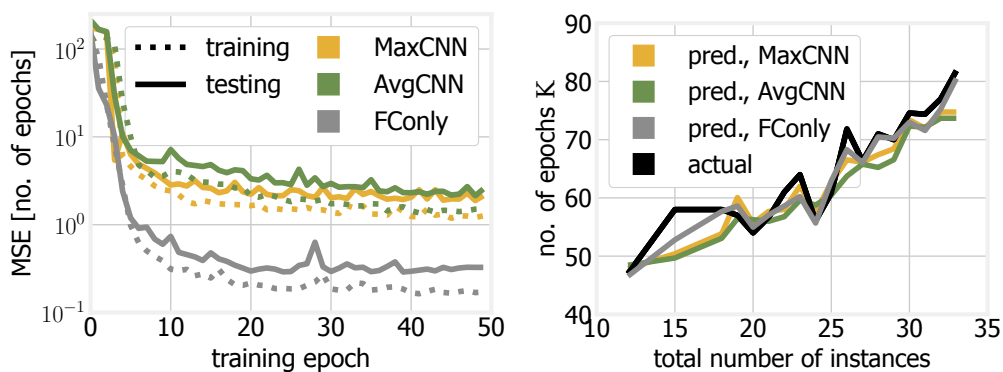 MSE [no. of epochs]
10^2
10^1
10^0
10^-1
training
testing
MaxCNN
AvgCNN
FConly
0 10 20 30 40 50
training epoch
no. of epochs K
90
80
70
60
50
40
pred., MaxCNN
pred., AvgCNN
pred., FConly
actual
10 15 20 25 30 35
total number of instances